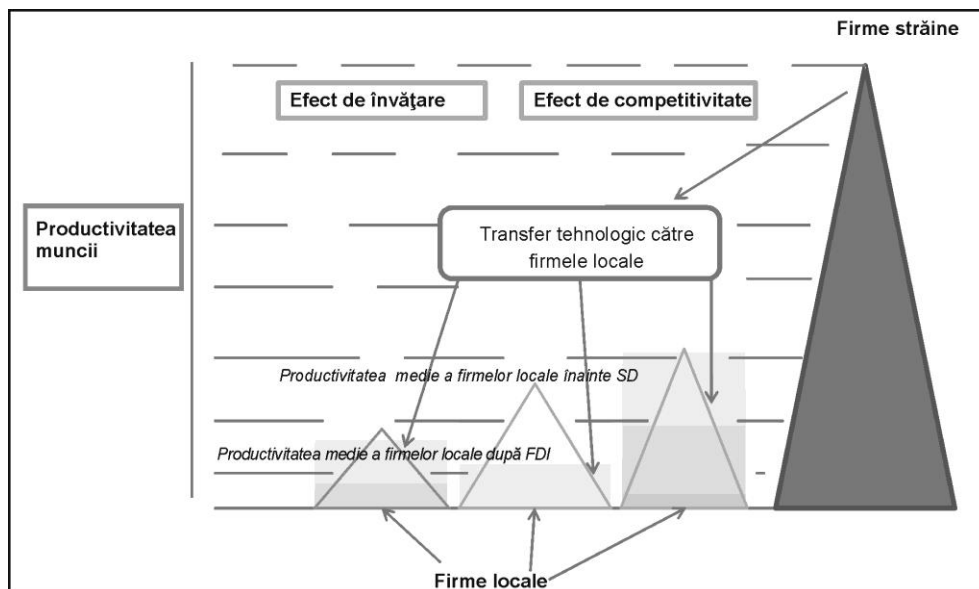 Firme străine
Efect de învăţare
Efect de competitivitate
Productivitatea
muncii
Transfer tehnologic către
firmele locale
Productivitatea medie a firmelor locale înainte SD
Productivitatea medie a firmelor locale după FDI
Firme locale